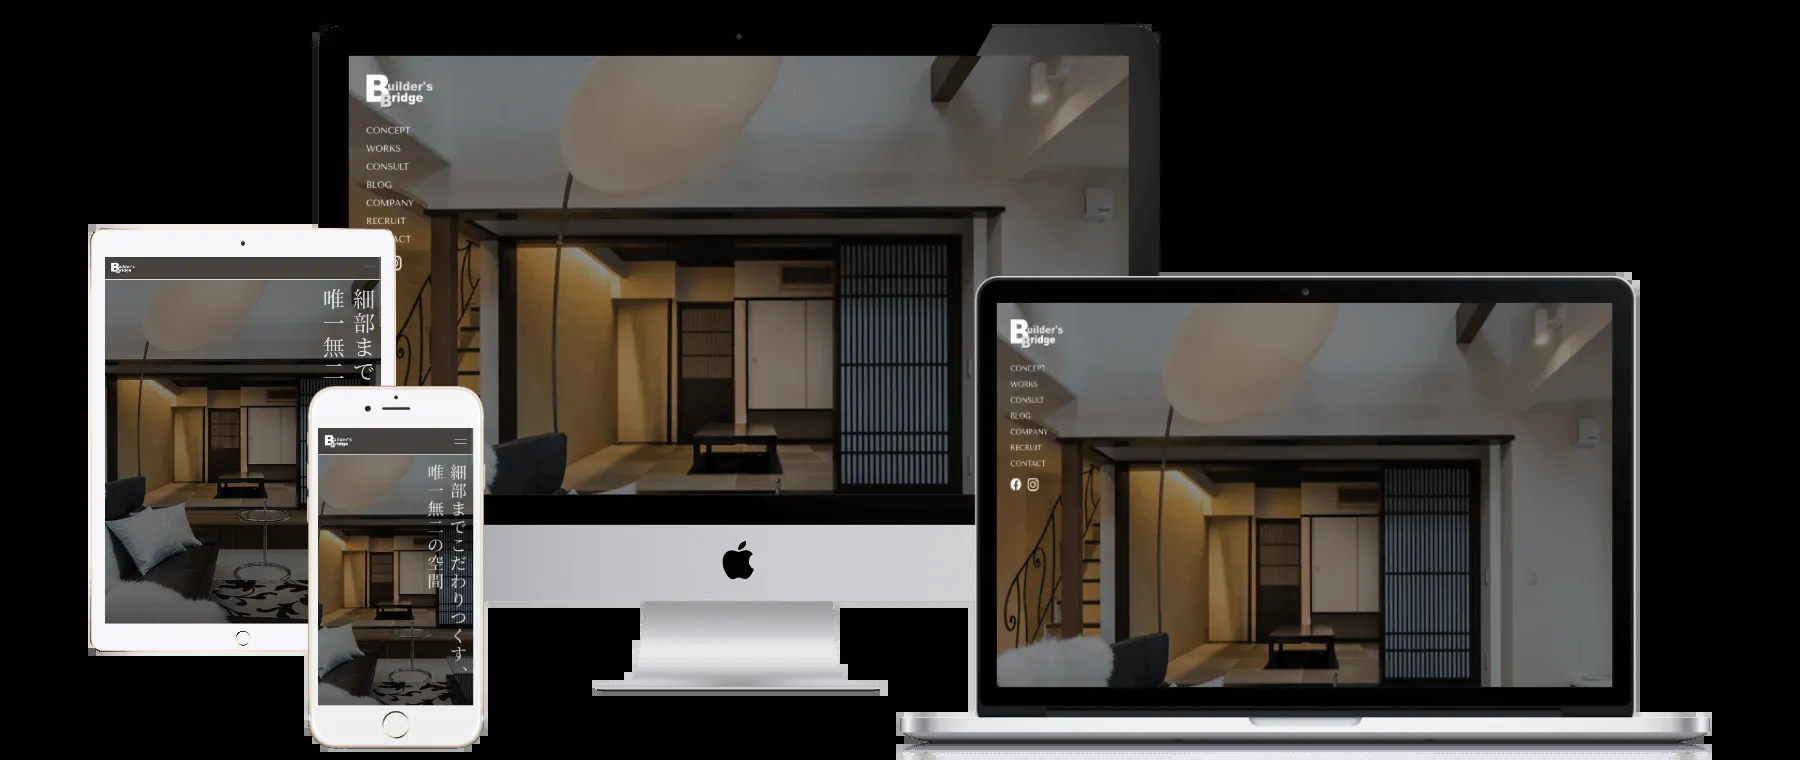 Builder's
Bridge
CONCEPT
WORKS
CONSULT
BLOG
COMPANY
RECRUIT
ACT
Builder's
Bridge
細部まで
唯一無二
Builder's
Bridge
細部までこだわりつくす、
唯一無二の空間
Builder's
Bridge
CONCEPT
WORKS
CONSULT
BLOG
COMPANY
RECRUIT
CONTACT